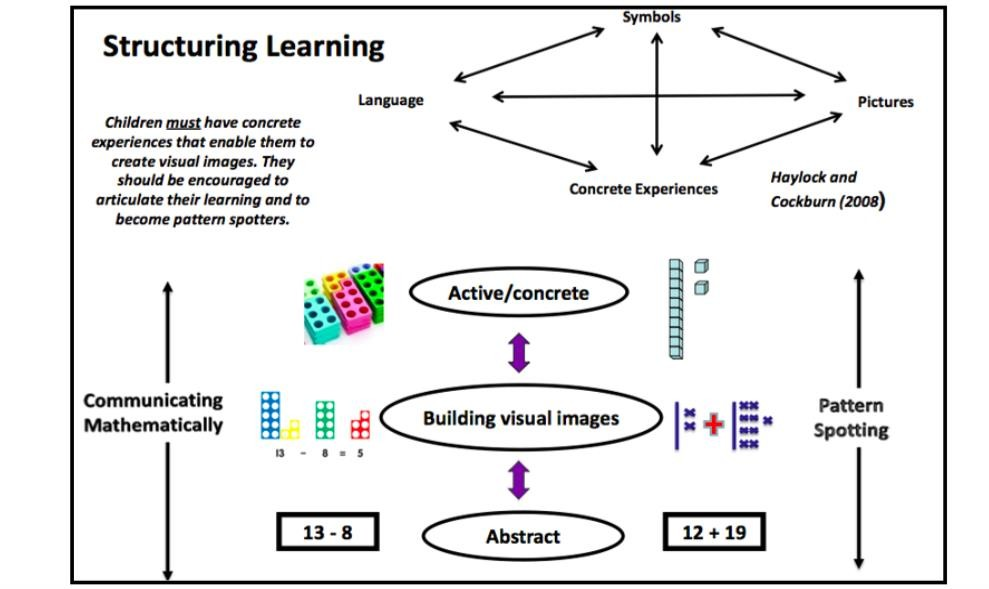 Structuring Learning
Symbols
Language
Pictures
Concrete Experiences
Haylock and
Cockburn (2008)
Children must have concrete
experiences that enable them to
create visual images. They
should be encouraged to
articulate their learning and to
become pattern spotters.
Active/concrete
Communicating
Mathematically
13 - 8 = 5
Building visual images
Pattern
Spotting
13 - 8
Abstract
12 + 19